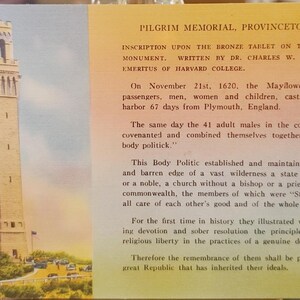 PILGRIM MEMORIAL, PROVINCETO
INSCRIPTION UPON THE BRONZE TABLET ON T
MONUMENT. WRITTEN BY DR. CHARLES W.
EMERITUS OF HARVARD COLLEGE.
On November 21st, 1620, the Mayflow
passengers, men, women and children, cast
harbor 67 days from Plymouth, England.
The same day the 41 adult males in the co
covenanted and combined themselves together
body politick."
This Body Politic established and maintain
and barren edge of a vast wilderness a state
or a noble, a church without a bishop or a prie
commonwealth, the members of which were "S
all care of each other's good and of the whole
For the first time in history they illustrated
ing devotion and sober resolution the principle
religious liberty in the practices of a genuine d
Therefore the remembrance of them shall be p
great Republic that has inherited their ideals.